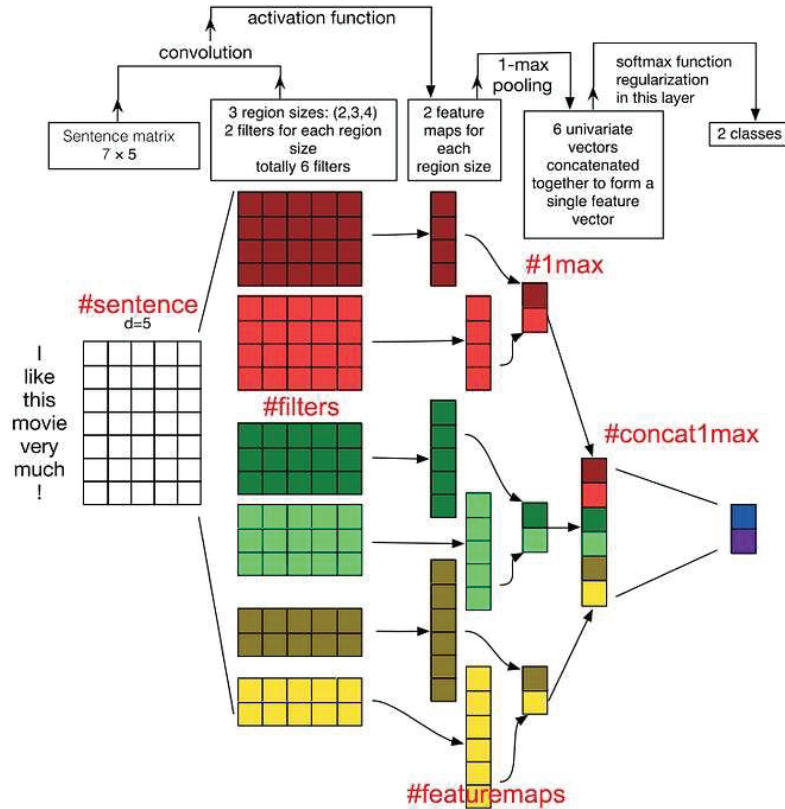 activation function
convolution
1-max
pooling
softmax function
regularization
in this layer
Sentence matrix
7 × 5
3 region sizes: (2,3,4)
2 filters for each region
size
totally 6 filters
2 feature
maps for
each
region size
6 univariate
vectors
concatenated
together to form a
single feature
vector
2 classes
#1max
#sentence
d=5
I
like
this
movie
very
much
!
#filters
#concat1max
#featuremaps